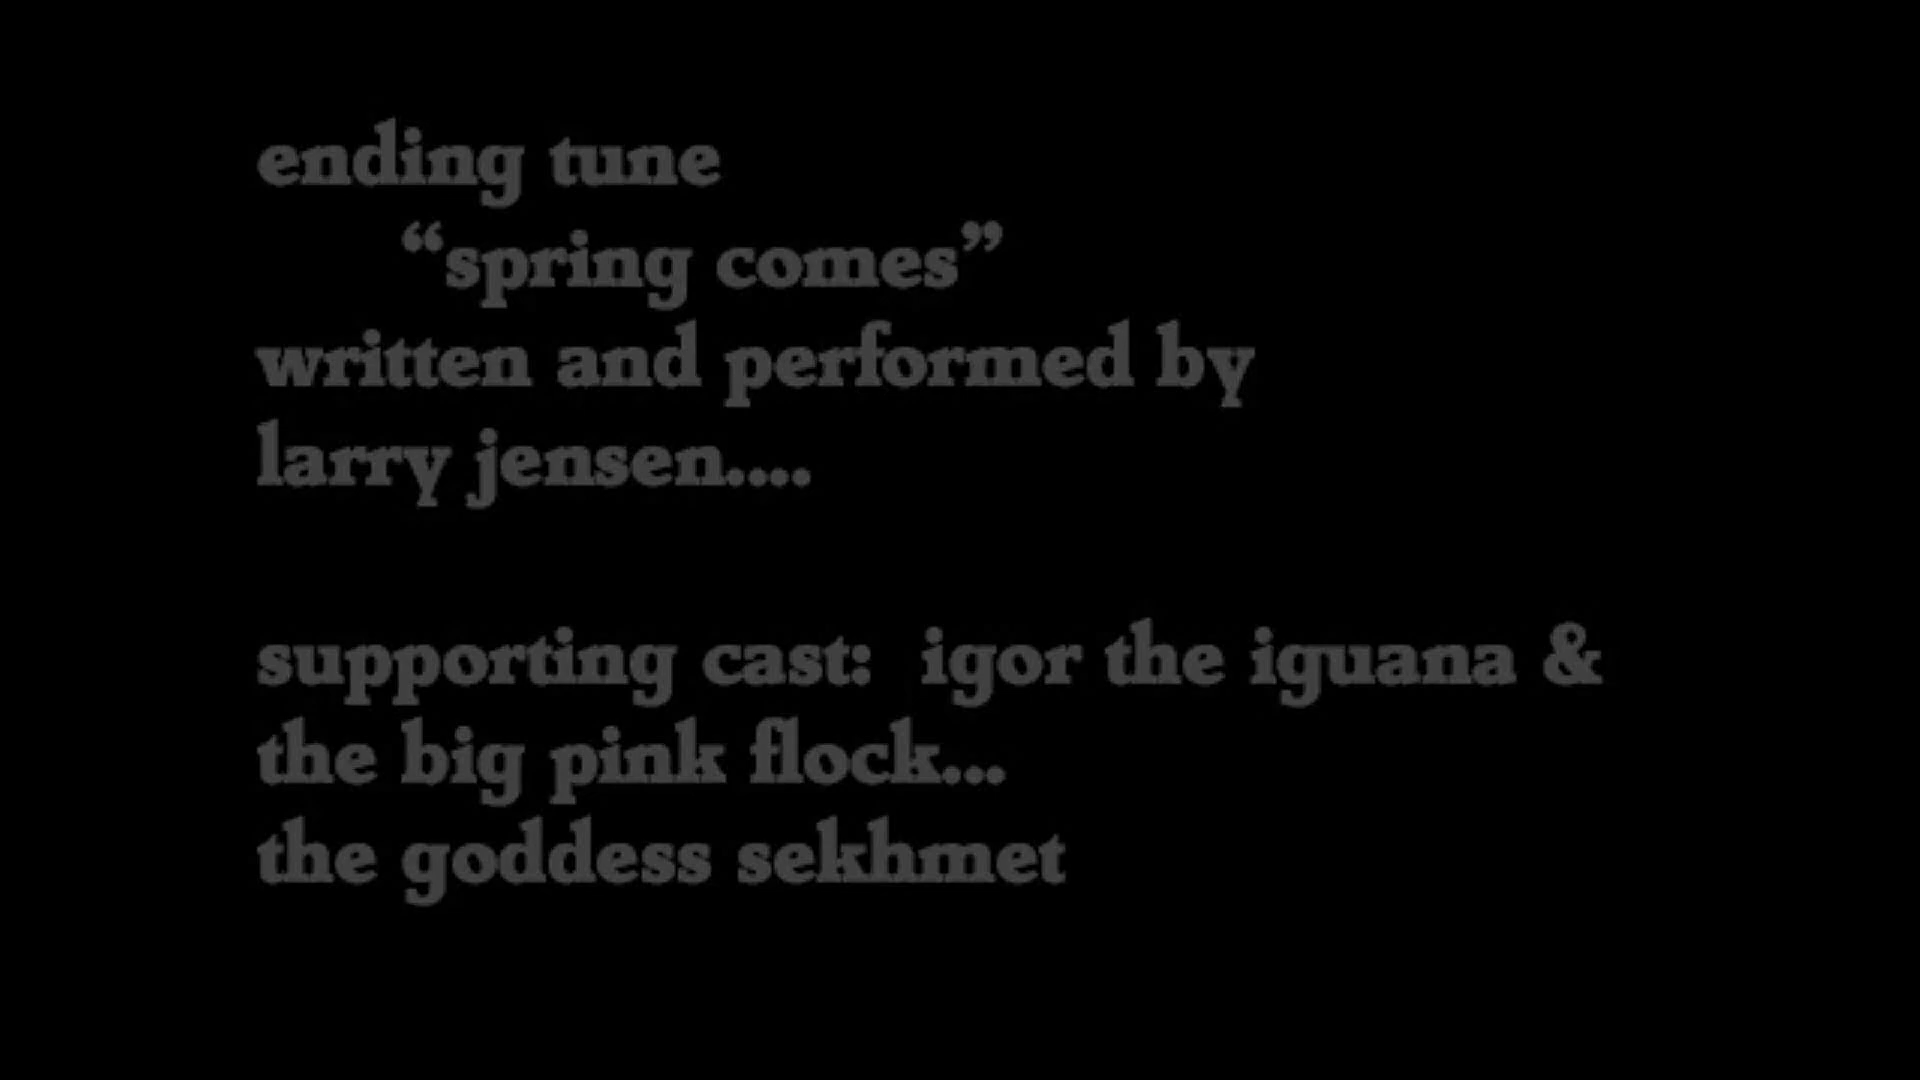 ending tune
“spring comes”
written and performed by
larry jensen....
supporting cast:  igor the iguana &
the big pink flock...
the goddess sekhmet